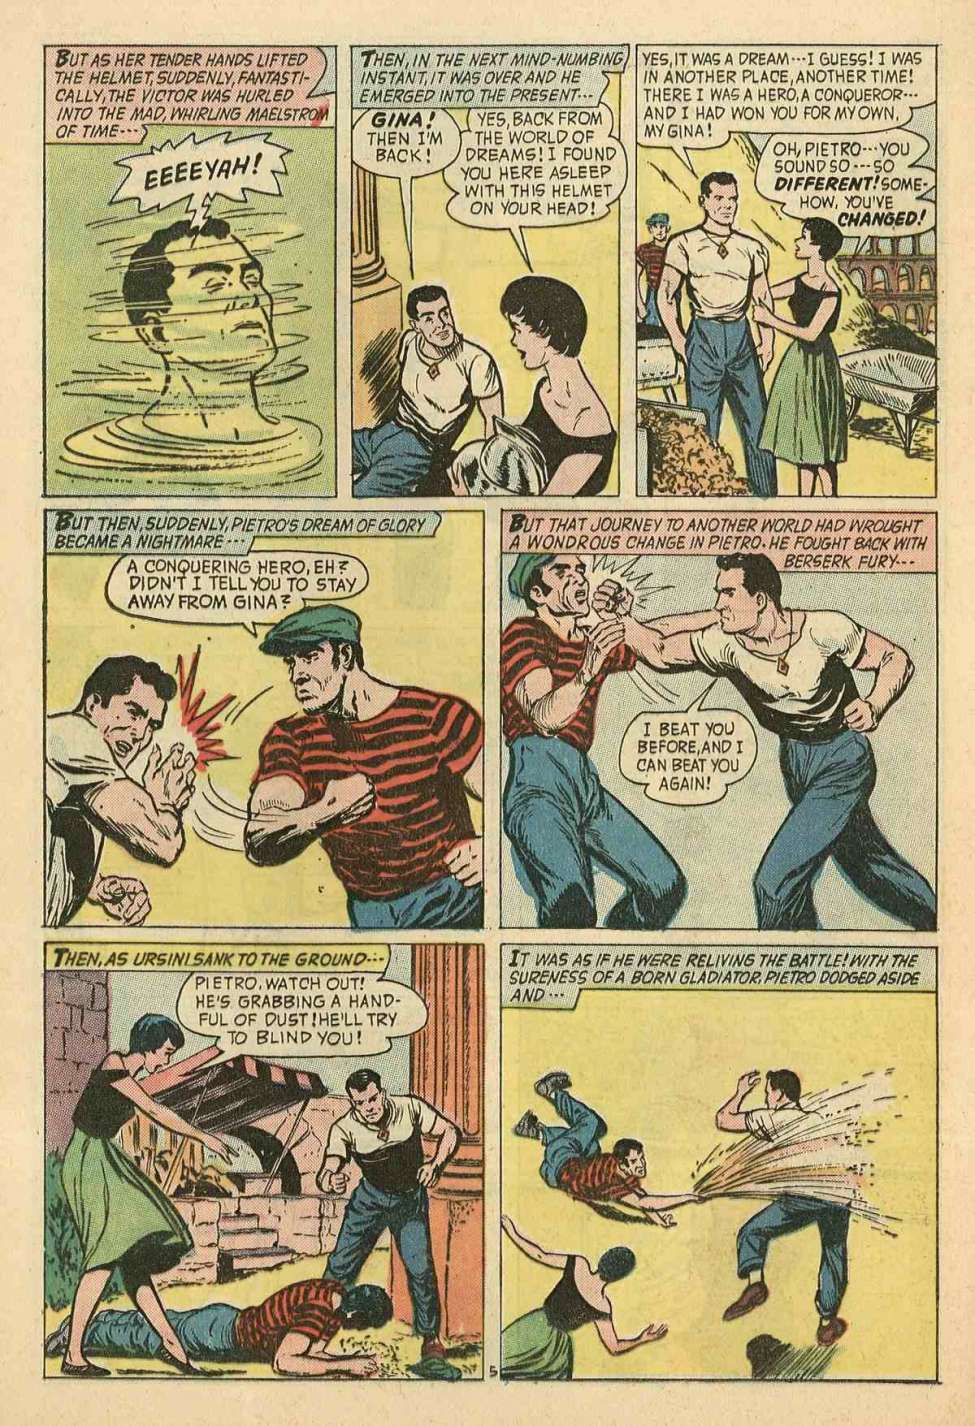 BUT AS HER TENDER HANDS LIFTED
THE HELMET, SUDDENLY, FANTASTI-
CALLY, THE VICTOR WAS HURLED
INTO THE MAD, WHIRLING MAELSTROM
OF TIME---
EEEEYAH!
THEN, IN THE NEXT MIND-NUMBING
INSTANT, IT WAS OVER AND HE
EMERGED INTO THE PRESENT---
GINA!
THEN I'M
BACK!
YES, BACK FROM
THE WORLD OF
DREAMS! I FOUND
YOU HERE ASLEEP
WITH THIS HELMET
ON YOUR HEAD!
YES, IT WAS A DREAM---I GUESS! I WAS
IN ANOTHER PLACE, ANOTHER TIME!
THERE I WAS A HERO, A CONQUEROR---
AND I HAD WON YOU FOR MY OWN,
MY GINA!
OH, PIETRO---YOU
SOUND SO---SO
DIFFERENT! SOME-
HOW, YOU'VE
CHANGED!
BUT THEN, SUDDENLY, PIETRO'S DREAM OF GLORY
BECAME A NIGHTMARE---
A CONQUERING HERO, EH?
DIDN'T I TELL YOU TO STAY
AWAY FROM GINA?
BUT THAT JOURNEY TO ANOTHER WORLD HAD WROUGHT
A WONDROUS CHANGE IN PIETRO. HE FOUGHT BACK WITH
BERSERK FURY---
I BEAT YOU
BEFORE, AND I
CAN BEAT YOU
AGAIN!
THEN, AS URSINI SANK TO THE GROUND---
PIETRO, WATCH OUT!
HE'S GRABBING A HAND-
FUL OF DUST! HE'LL TRY
TO BLIND YOU!
IT WAS AS IF HE WERE RELIVING THE BATTLE! WITH THE
SURENESS OF A BORN GLADIATOR, PIETRO DODGED ASIDE
AND ---
5